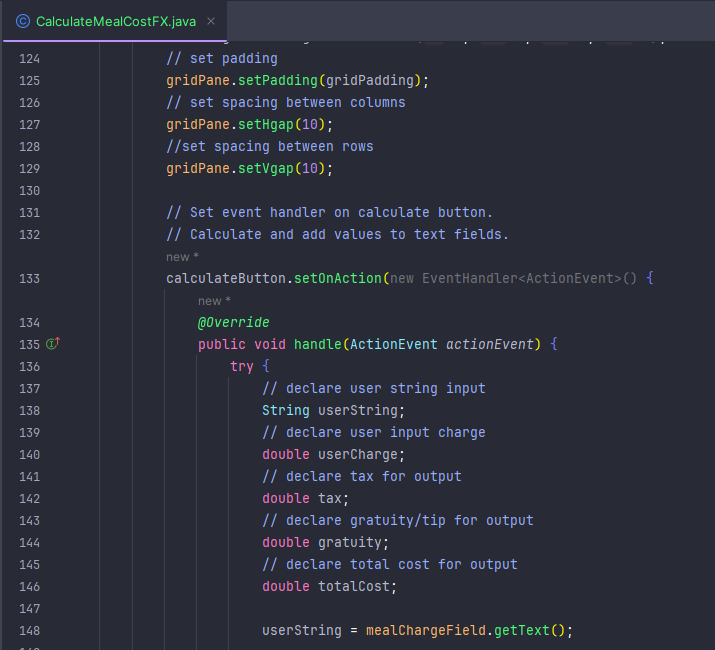 CalculateMealCostFX.java
124 // set padding
125 gridPane.setPadding(gridPadding);
126 // set spacing between columns
127 gridPane.setHgap(10);
128 //set spacing between rows
129 gridPane.setVgap(10);
130
131 // Set event handler on calculate button.
132 // Calculate and add values to text fields.
new *
133 calculateButton.setOnAction(new EventHandler<ActionEvent>() {
new *
134 @Override
135 public void handle(ActionEvent actionEvent) {
136 try {
137 // declare user string input
138 String userString;
139 // declare user input charge
140 double userCharge;
141 // declare tax for output
142 double tax;
143 // declare gratuity/tip for output
144 double gratuity;
145 // declare total cost for output
146 double totalCost;
147
148 userString = mealChargeField.getText();